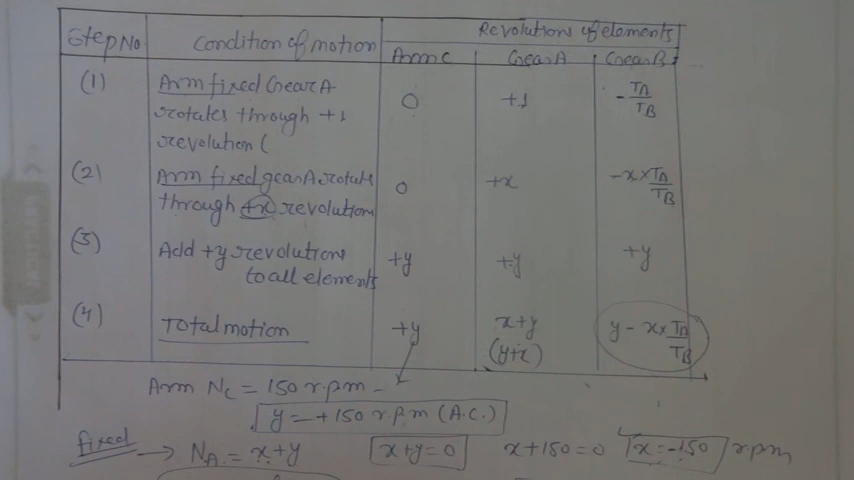 Step No. Condition of motion Revolutions of elements
Arm C Gear A Gear B
(1) Arm fixed Gear A 0 +1 - TA/TB
rotates through +1
revolution (
(2) Arm fixed gear A rotate 0 +x -x × TA/TB
through +x revolutions
(3) Add +y revolutions +y +y +y
to all elements
(4) Total motion +y x+y y - x × TA/TB
(y+x)
Arm NC = 150 r.p.m -
y = +150 r.p.m (A.C.)
fixed → NA = x+y x+y=0 x+150=0 x=-150 rpm